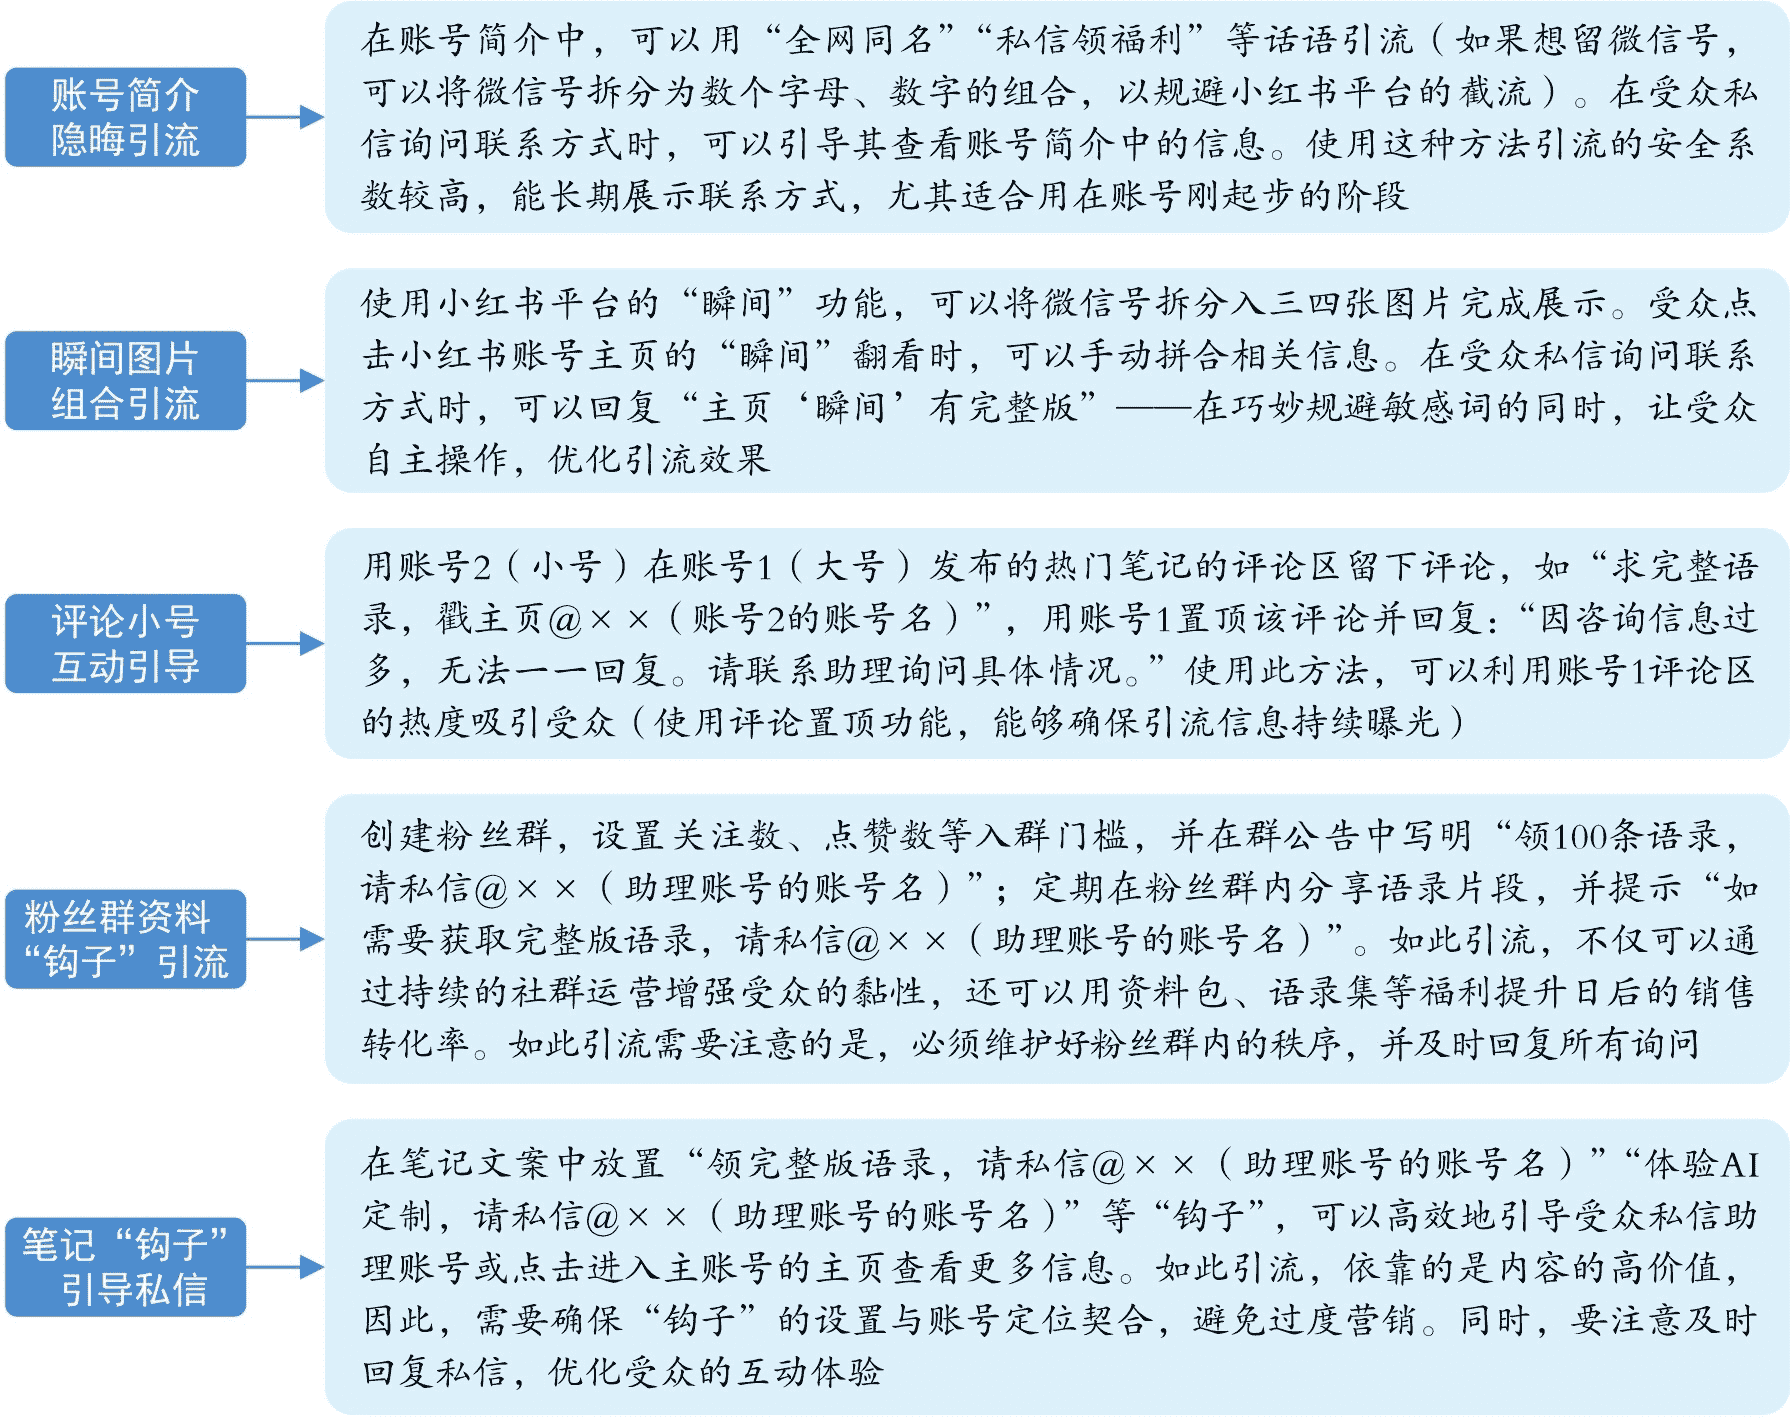 账号简介
隐晦引流
在账号简介中，可以用“全网同名”“私信领福利”等话语引流（如果想留微信号，
可以将微信号拆分为数个字母、数字的组合，以规避小红书平台的截流）。在受众私
信询问联系方式时，可以引导其查看账号简介中的信息。使用这种方法引流的安全系
数较高，能长期展示联系方式，尤其适合用在账号刚起步的阶段
瞬间图片
组合引流
使用小红书平台的“瞬间”功能，可以将微信号拆分入三四张图片完成展示。受众点
击小红书账号主页的“瞬间”翻看时，可以手动拼合相关信息。在受众私信询问联系
方式时，可以回复“主页‘瞬间’有完整版”——在巧妙规避敏感词的同时，让受众
自主操作，优化引流效果
评论小号
互动引导
用账号2（小号）在账号1（大号）发布的热门笔记的评论区留下评论，如“求完整语
录，戳主页@××（账号2的账号名）”，用账号1置顶该评论并回复：“因咨询信息过
多，无法一一回复。请联系助理询问具体情况。”使用此方法，可以利用账号1评论区
的热度吸引受众（使用评论置顶功能，能够确保引流信息持续曝光）
粉丝群资料
“钩子”引流
创建粉丝群，设置关注数、点赞数等入群门槛，并在群公告中写明“领100条语录，
请私信@××（助理账号的账号名）”；定期在粉丝群内分享语录片段，并提示“如
需要获取完整版语录，请私信@××（助理账号的账号名）”。如此引流，不仅可以通
过持续的社群运营增强受众的黏性，还可以用资料包、语录集等福利提升日后的销售
转化率。如此引流需要注意的是，必须维护好粉丝群内的秩序，并及时回复所有询问
笔记“钩子”
引导私信
在笔记文案中放置“领完整版语录，请私信@××（助理账号的账号名）”“体验AI
定制，请私信@××（助理账号的账号名）”等“钩子”，可以高效地引导受众私信助
理账号或点击进入主账号的主页查看更多信息。如此引流，依靠的是内容的高价值，
因此，需要确保“钩子”的设置与账号定位契合，避免过度营销。同时，要注意及时
回复私信，优化受众的互动体验